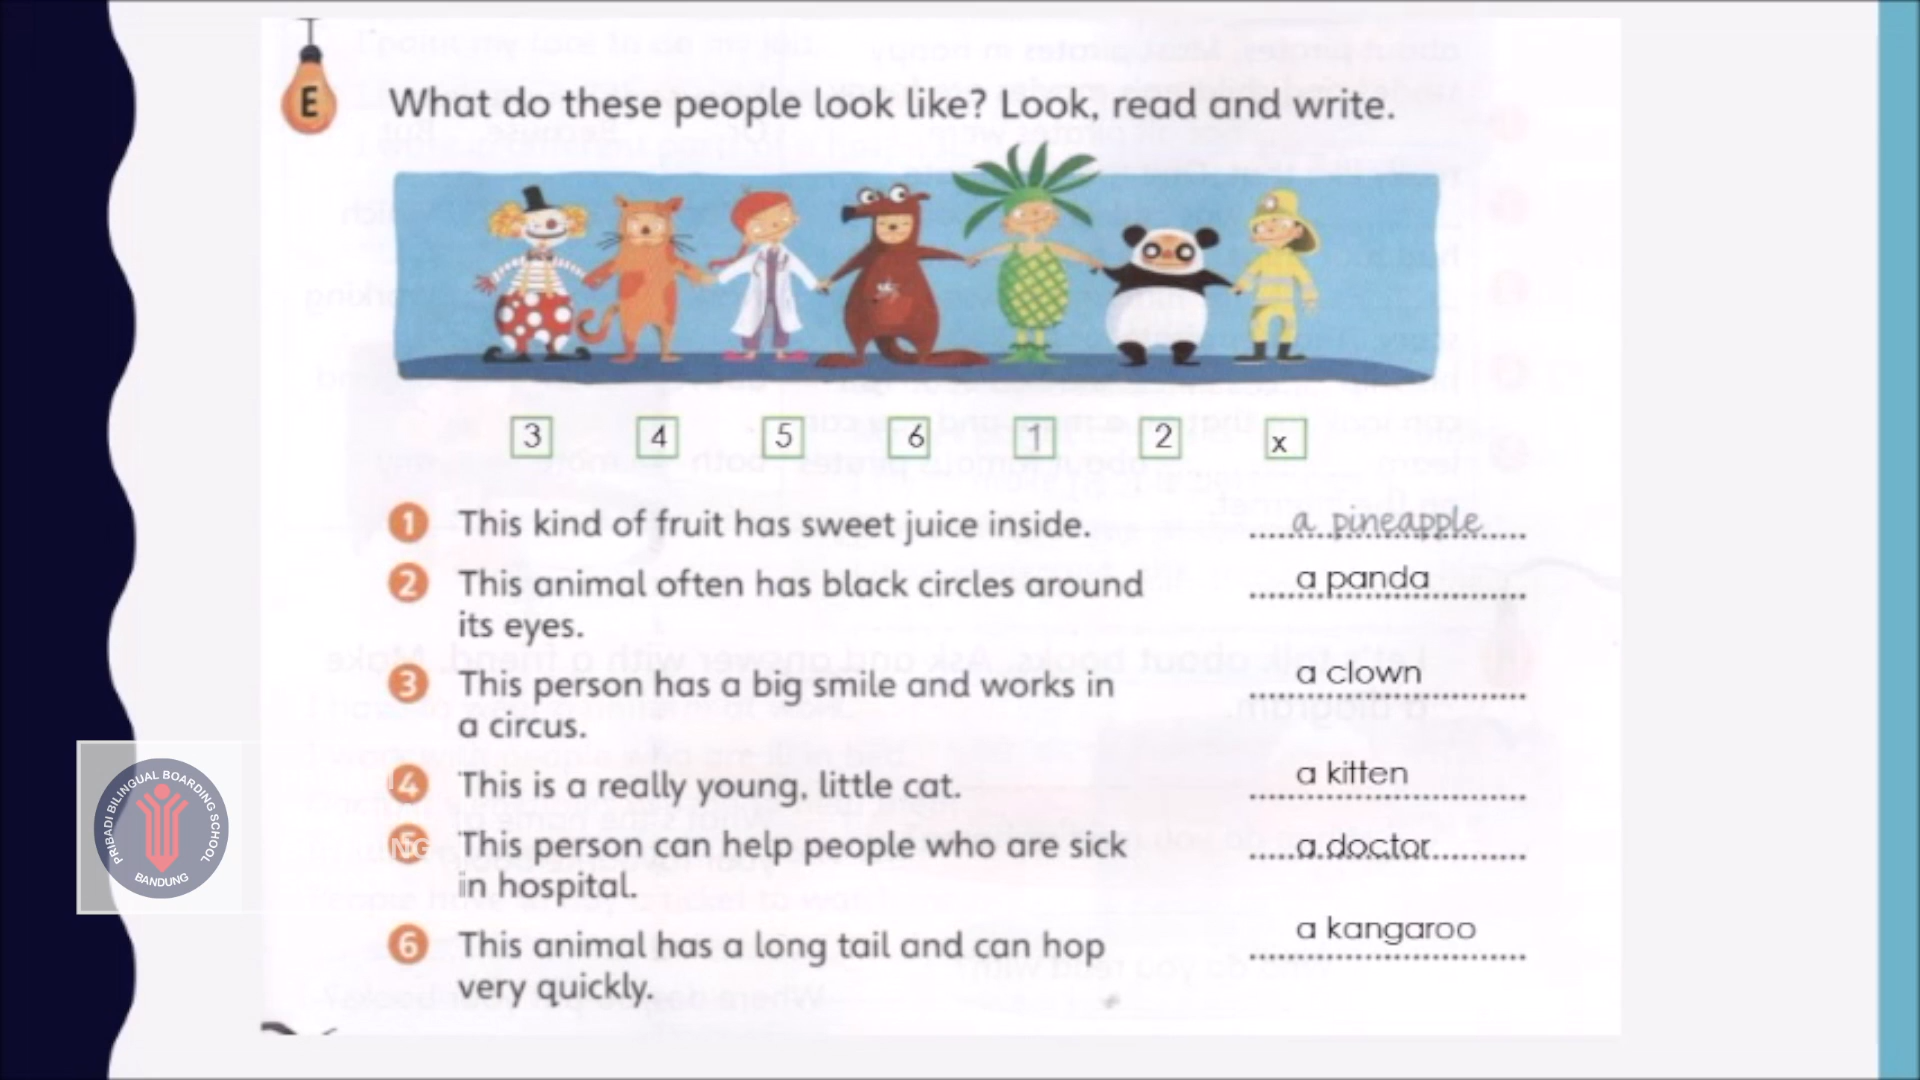 E
What do these people look like? Look, read and write.
3 4 5 6 1 2 x
1 This kind of fruit has sweet juice inside. a pineapple
2 This animal often has black circles around a panda
its eyes.
3 This person has a big smile and works in a clown
a circus.
4 This is a really young, little cat. a kitten
5 This person can help people who are sick a doctor
in hospital.
6 This animal has a long tail and can hop a kangaroo
very quickly.
PRIBADI BILINGUAL BOARDING SCHOOL
BANDUNG